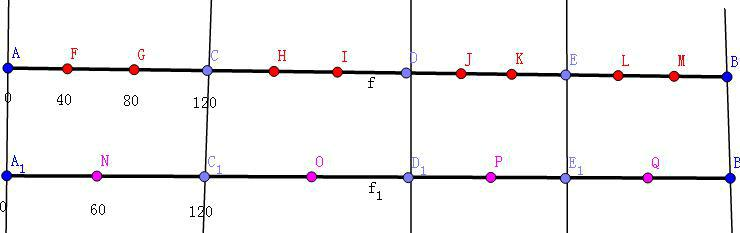 A F G C H I D J K E L M B
f
0 40 80 120
A1 N C1 O D1 P E1 Q B
f1
0 60 120